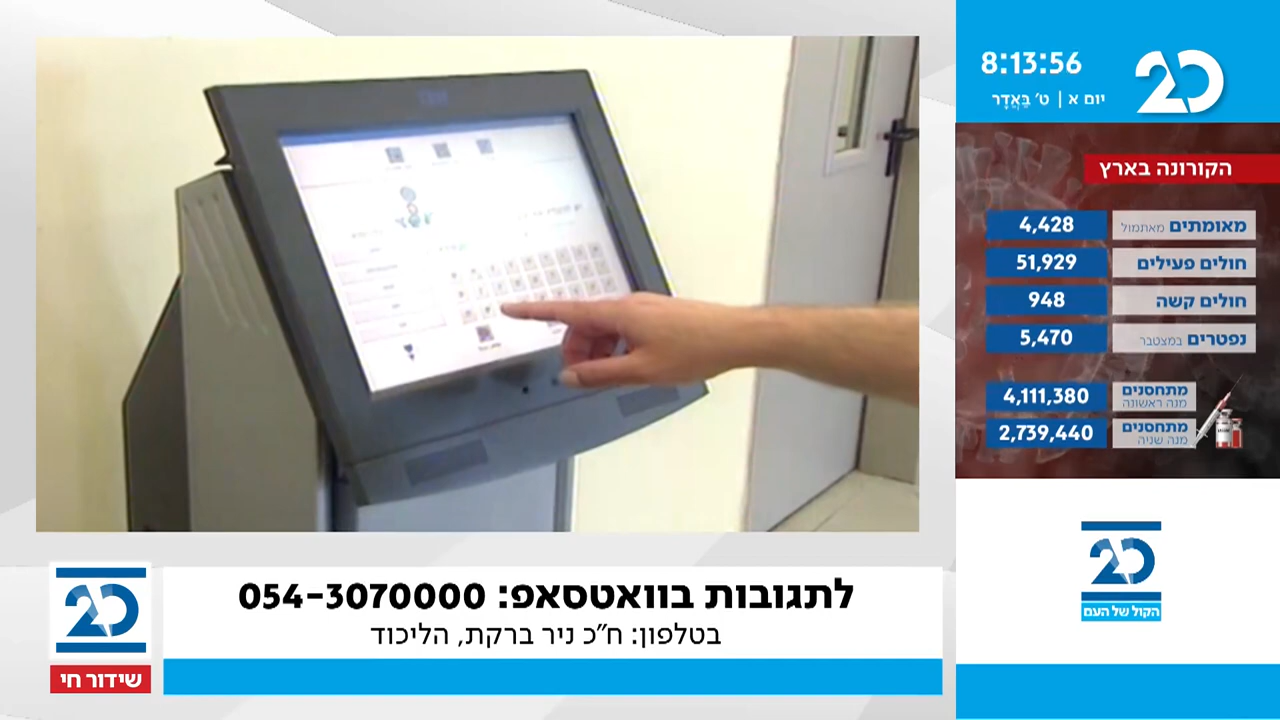 8:13:56
20
יום א | ט׳ בַּאֲדָר
הקורונה בארץ
מאומתים מאתמול 4,428
חולים פעילים 51,929
חולים קשה 948
נפטרים במצטבר 5,470
מתחסנים מנה ראשונה 4,111,380
מתחסנים מנה שניה 2,739,440
20
הקול של העם
20
שידור חי
לתגובות בוואטסאפ: 054-3070000
בטלפון: ח״כ ניר ברקת, הליכוד
IBM